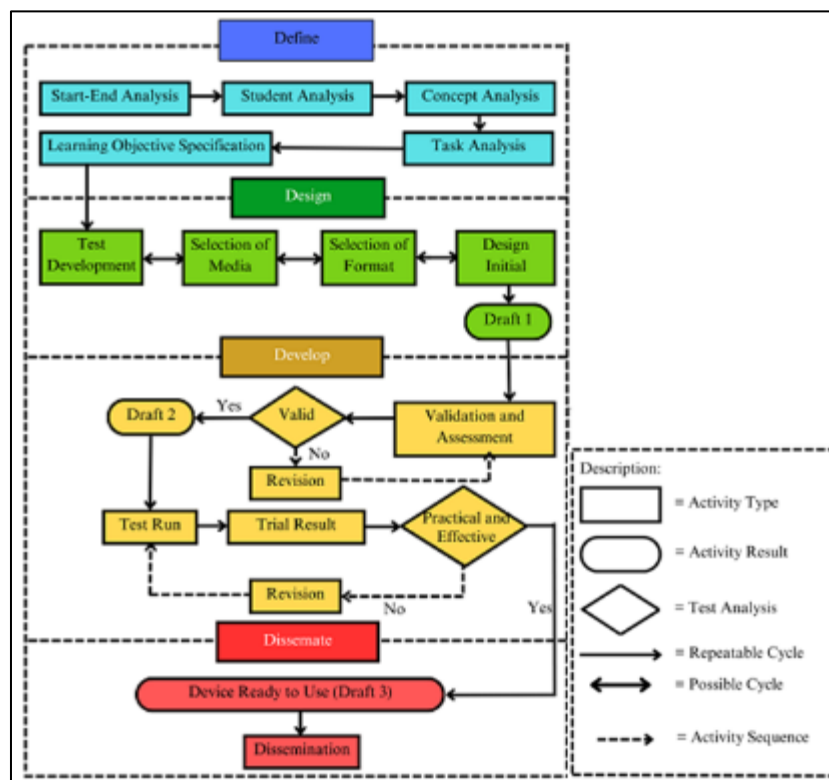 Define
Start-End Analysis
Student Analysis
Concept Analysis
Learning Objective Specification
Task Analysis
Design
Test
Development
Selection of
Media
Selection of
Format
Design
Initial
Draft 1
Develop
Draft 2
Yes
Valid
Validation and
Assessment
No
Revision
Test Run
Trial Result
Practical and
Effective
Revision
No
Yes
Dissemate
Device Ready to Use (Draft 3)
Dissemination
Description:
= Activity Type
= Activity Result
= Test Analysis
= Repeatable Cycle
= Possible Cycle
= Activity Sequence